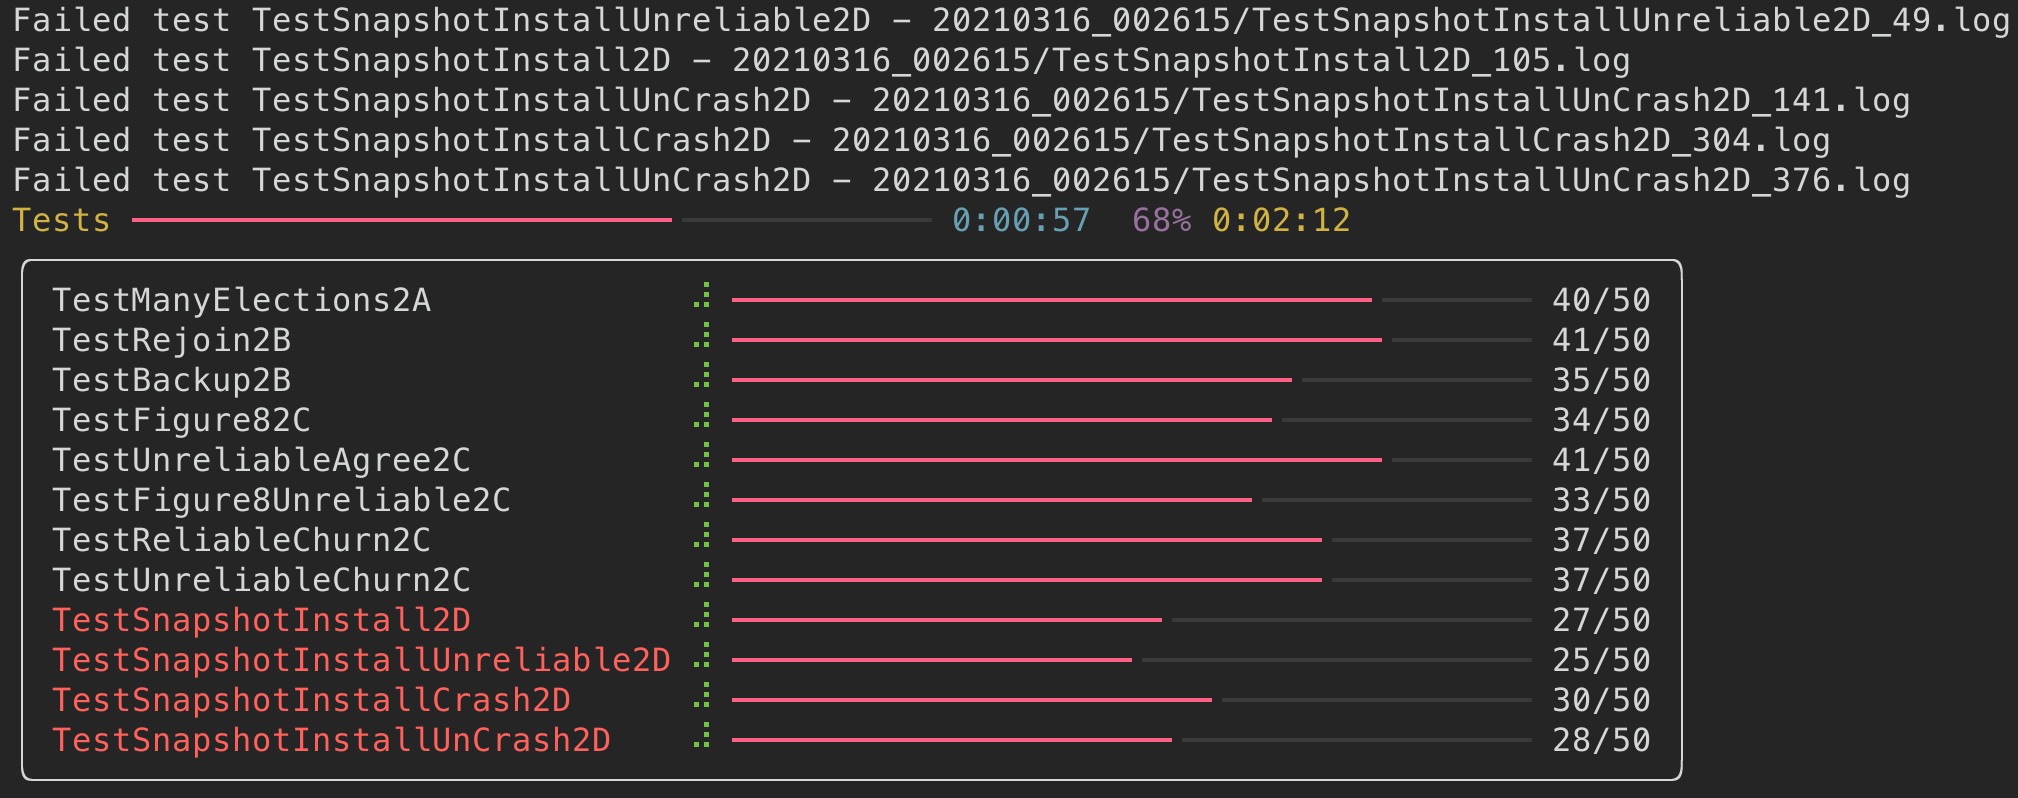 Failed test TestSnapshotInstallUnreliable2D – 20210316_002615/TestSnapshotInstallUnreliable2D_49.log
Failed test TestSnapshotInstall2D – 20210316_002615/TestSnapshotInstall2D_105.log
Failed test TestSnapshotInstallUnCrash2D – 20210316_002615/TestSnapshotInstallUnCrash2D_141.log
Failed test TestSnapshotInstallCrash2D – 20210316_002615/TestSnapshotInstallCrash2D_304.log
Failed test TestSnapshotInstallUnCrash2D – 20210316_002615/TestSnapshotInstallUnCrash2D_376.log
Tests 0:00:57 68% 0:02:12
TestManyElections2A 40/50
TestRejoin2B 41/50
TestBackup2B 35/50
TestFigure82C 34/50
TestUnreliableAgree2C 41/50
TestFigure8Unreliable2C 33/50
TestReliableChurn2C 37/50
TestUnreliableChurn2C 37/50
TestSnapshotInstall2D 27/50
TestSnapshotInstallUnreliable2D 25/50
TestSnapshotInstallCrash2D 30/50
TestSnapshotInstallUnCrash2D 28/50